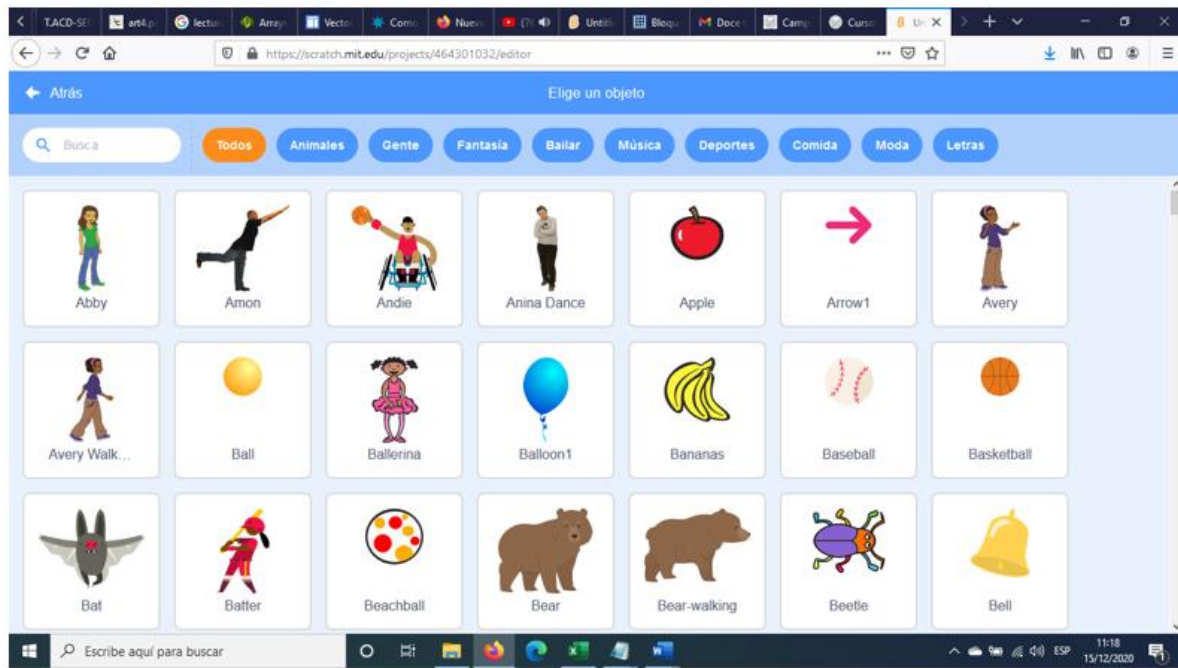 T.ACD-SE
art4.p
lectu
Array
Vecto
Como
Nuev
Untit
Bloqu
Doce
Camp
Curso
https://scratch.mit.edu/projects/464301032/editor
Atrás
Elige un objeto
Busca
Todos Animales Gente Fantasía Bailar Música Deportes Comida Moda Letras
Abby Amon Andie Anina Dance Apple Arrow1 Avery
Avery Walk... Ball Ballerina Balloon1 Bananas Baseball Basketball
Bat Batter Beachball Bear Bear-walking Beetle Bell
Escribe aquí para buscar
ESP
11:18
15/12/2020